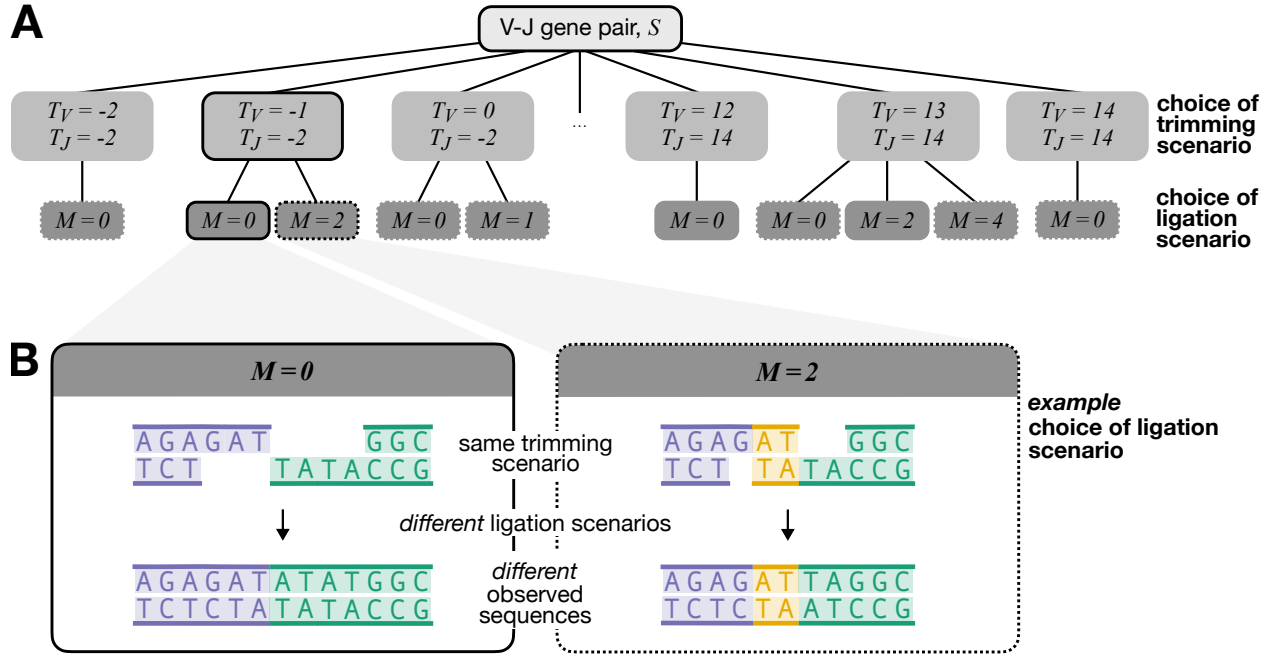 A
V-J gene pair, S
T_V = -2
T_J = -2
T_V = -1
T_J = -2
T_V = 0
T_J = -2
...
T_V = 12
T_J = 14
T_V = 13
T_J = 14
T_V = 14
T_J = 14
choice of
trimming
scenario
M = 0
M = 0
M = 2
M = 0
M = 1
M = 0
M = 0
M = 2
M = 4
M = 0
choice of
ligation
scenario
B
M = 0
AGAGAT GGC
TCT TATACCG
same trimming
scenario
different ligation scenarios
AGAGATATATGGC
TCTCTATATACCG
different
observed
sequences
M = 2
AGAGAT GGC
TCT TATACCG
AGAGATTAGGC
TCTCTAATCCG
example
choice of ligation
scenario